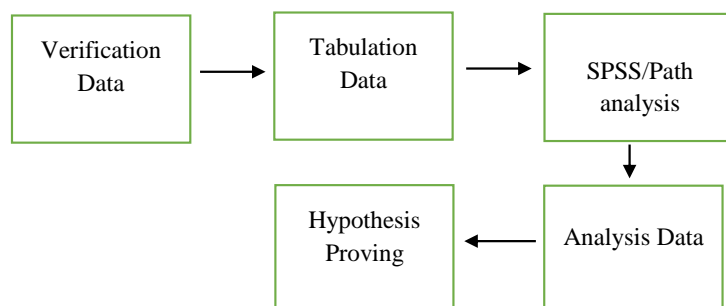 Verification
Data
Tabulation
Data
SPSS/Path
analysis
Hypothesis
Proving
Analysis Data